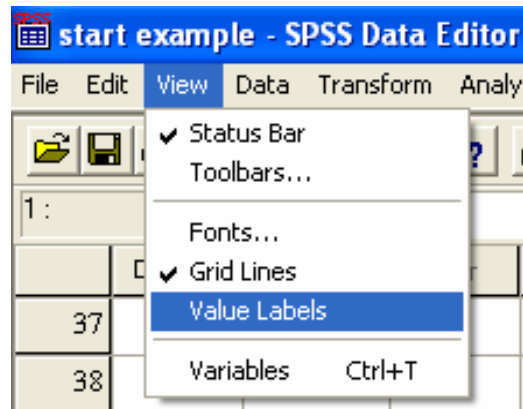 SPSS
start example - SPSS Data Editor
File Edit View Data Transform Analy
Status Bar
Toolbars...
?
1 :
Fonts...
Grid Lines
Value Labels
37
Variables Ctrl+T
38